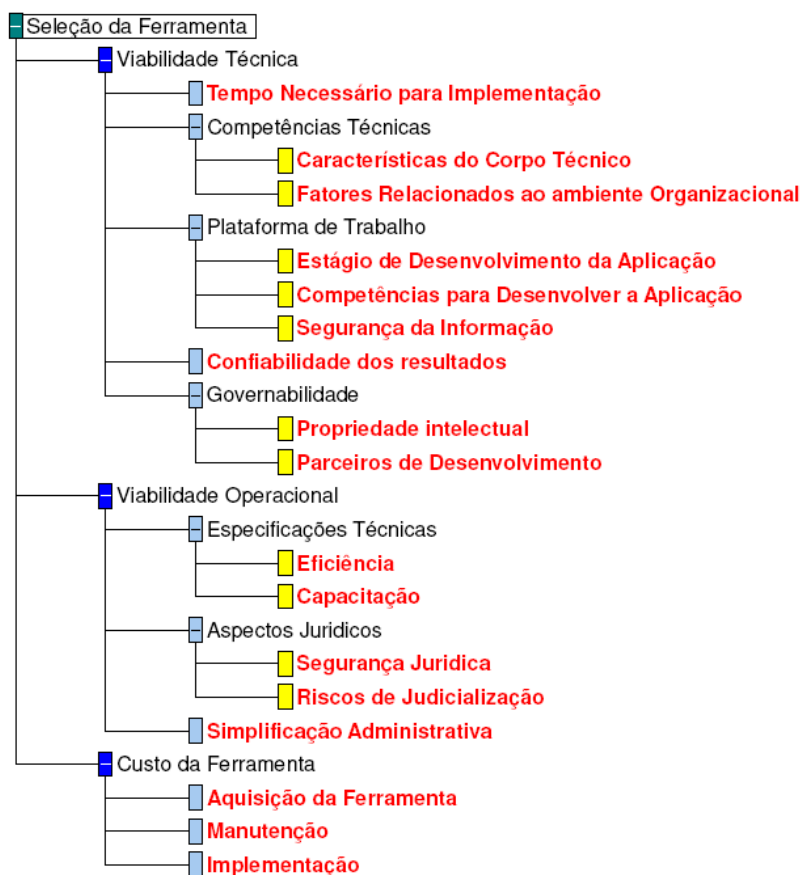 Seleção da Ferramenta
Viabilidade Técnica
Tempo Necessário para Implementação
Competências Técnicas
Características do Corpo Técnico
Fatores Relacionados ao ambiente Organizacional
Plataforma de Trabalho
Estágio de Desenvolvimento da Aplicação
Competências para Desenvolver a Aplicação
Segurança da Informação
Confiabilidade dos resultados
Governabilidade
Propriedade intelectual
Parceiros de Desenvolvimento
Viabilidade Operacional
Especificações Técnicas
Eficiência
Capacitação
Aspectos Juridicos
Segurança Juridica
Riscos de Judicialização
Simplificação Administrativa
Custo da Ferramenta
Aquisição da Ferramenta
Manutenção
Implementação